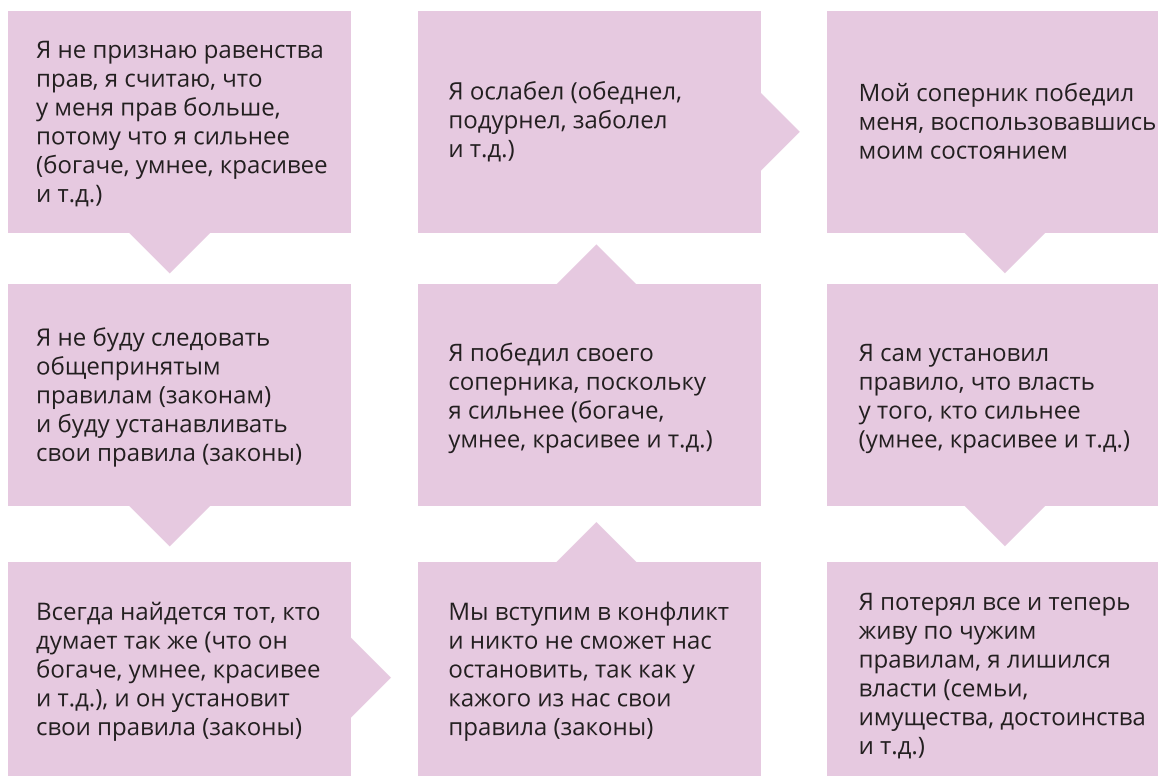 Я не признаю равенства
прав, я считаю, что
у меня прав больше,
потому что я сильнее
(богаче, умнее, красивее
и т.д.)
Я не буду следовать
общепринятым
правилам (законам)
и буду устанавливать
свои правила (законы)
Всегда найдется тот, кто
думает так же (что он
богаче, умнее, красивее
и т.д.), и он установит
свои правила (законы)
Мы вступим в конфликт
и никто не сможет нас
остановить, так как у
кажого из нас свои
правила (законы)
Я победил своего
соперника, поскольку
я сильнее (богаче,
умнее, красивее и т.д.)
Я ослабел (обеднел,
подурнел, заболел
и т.д.)
Мой соперник победил
меня, воспользовавшись
моим состоянием
Я сам установил
правило, что власть
у того, кто сильнее
(умнее, красивее и т.д.)
Я потерял все и теперь
живу по чужим
правилам, я лишился
власти (семьи,
имущества, достоинства
и т.д.)